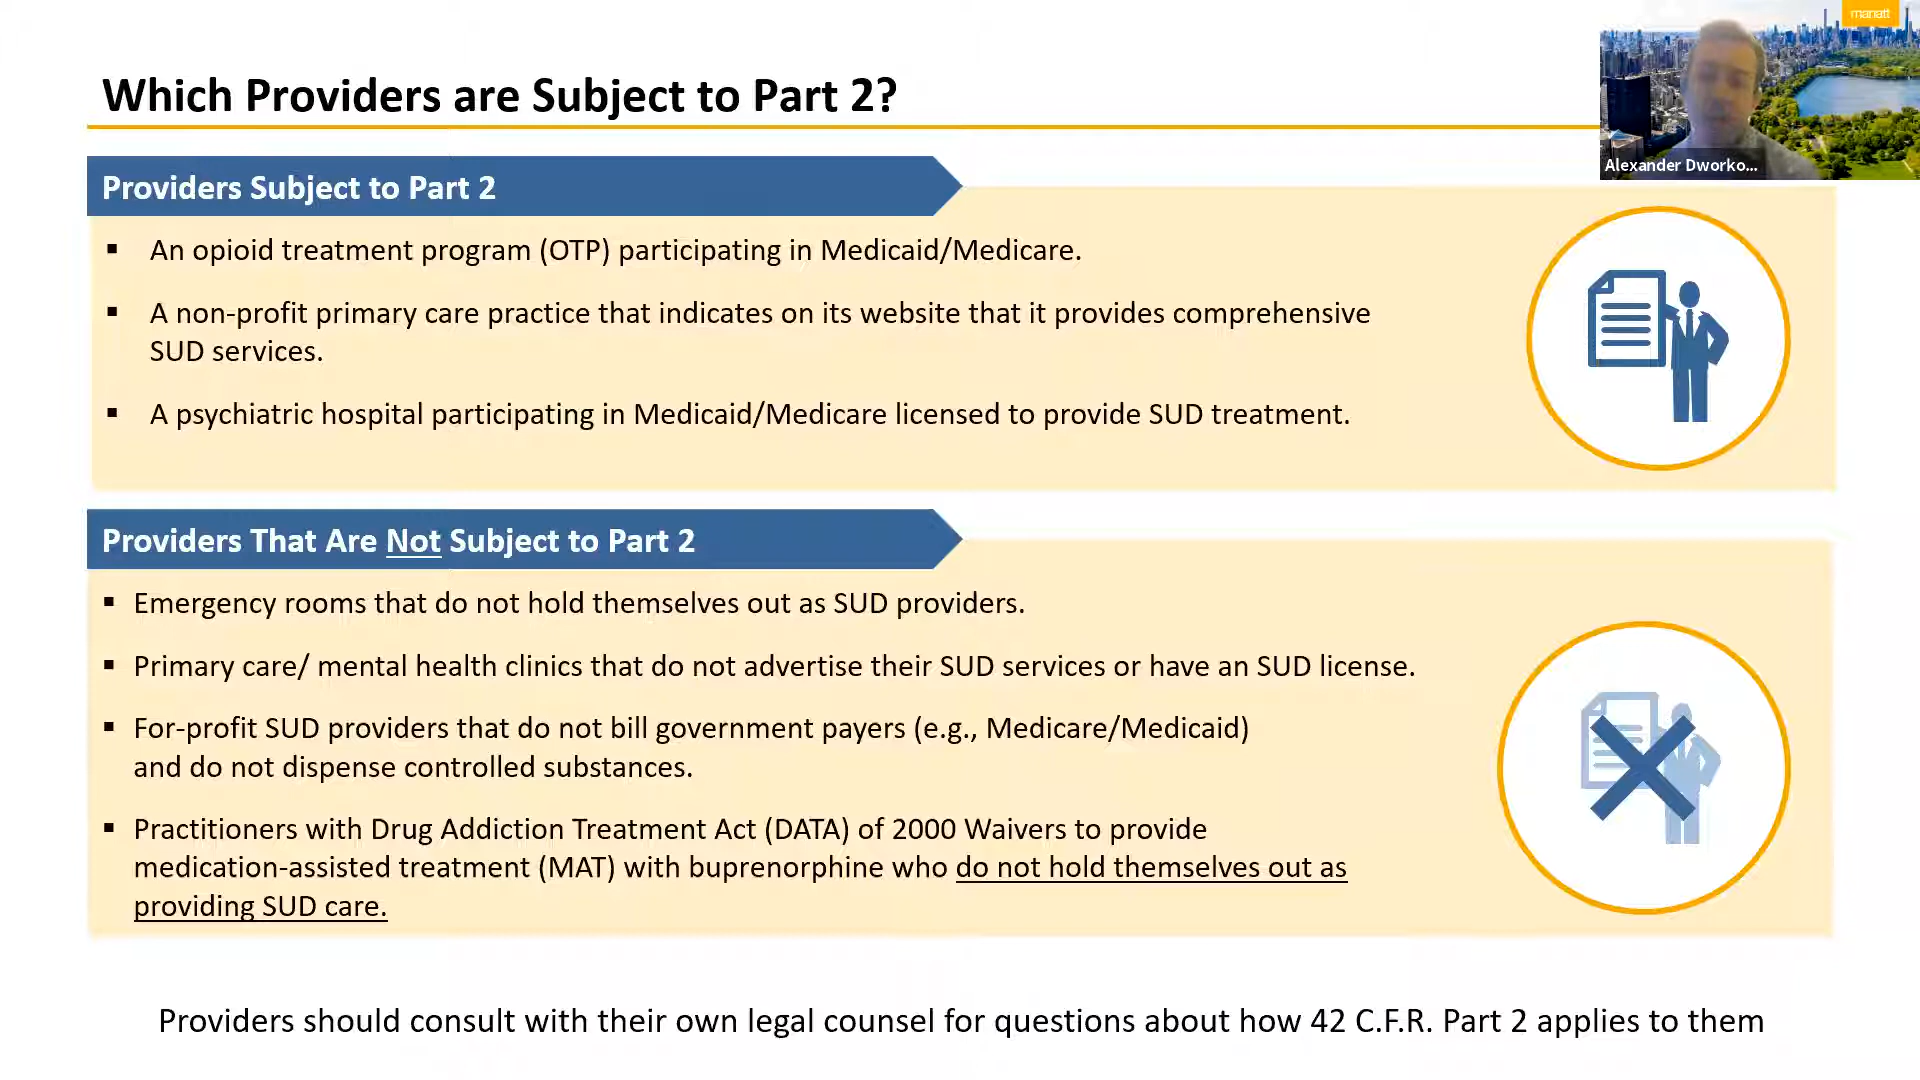 manatt
Which Providers are Subject to Part 2?
Alexander Dworko...
Providers Subject to Part 2
▪ An opioid treatment program (OTP) participating in Medicaid/Medicare.
▪ A non-profit primary care practice that indicates on its website that it provides comprehensive
SUD services.
▪ A psychiatric hospital participating in Medicaid/Medicare licensed to provide SUD treatment.
Providers That Are Not Subject to Part 2
▪ Emergency rooms that do not hold themselves out as SUD providers.
▪ Primary care/ mental health clinics that do not advertise their SUD services or have an SUD license.
▪ For-profit SUD providers that do not bill government payers (e.g., Medicare/Medicaid)
and do not dispense controlled substances.
▪ Practitioners with Drug Addiction Treatment Act (DATA) of 2000 Waivers to provide
medication-assisted treatment (MAT) with buprenorphine who do not hold themselves out as
providing SUD care.
Providers should consult with their own legal counsel for questions about how 42 C.F.R. Part 2 applies to them